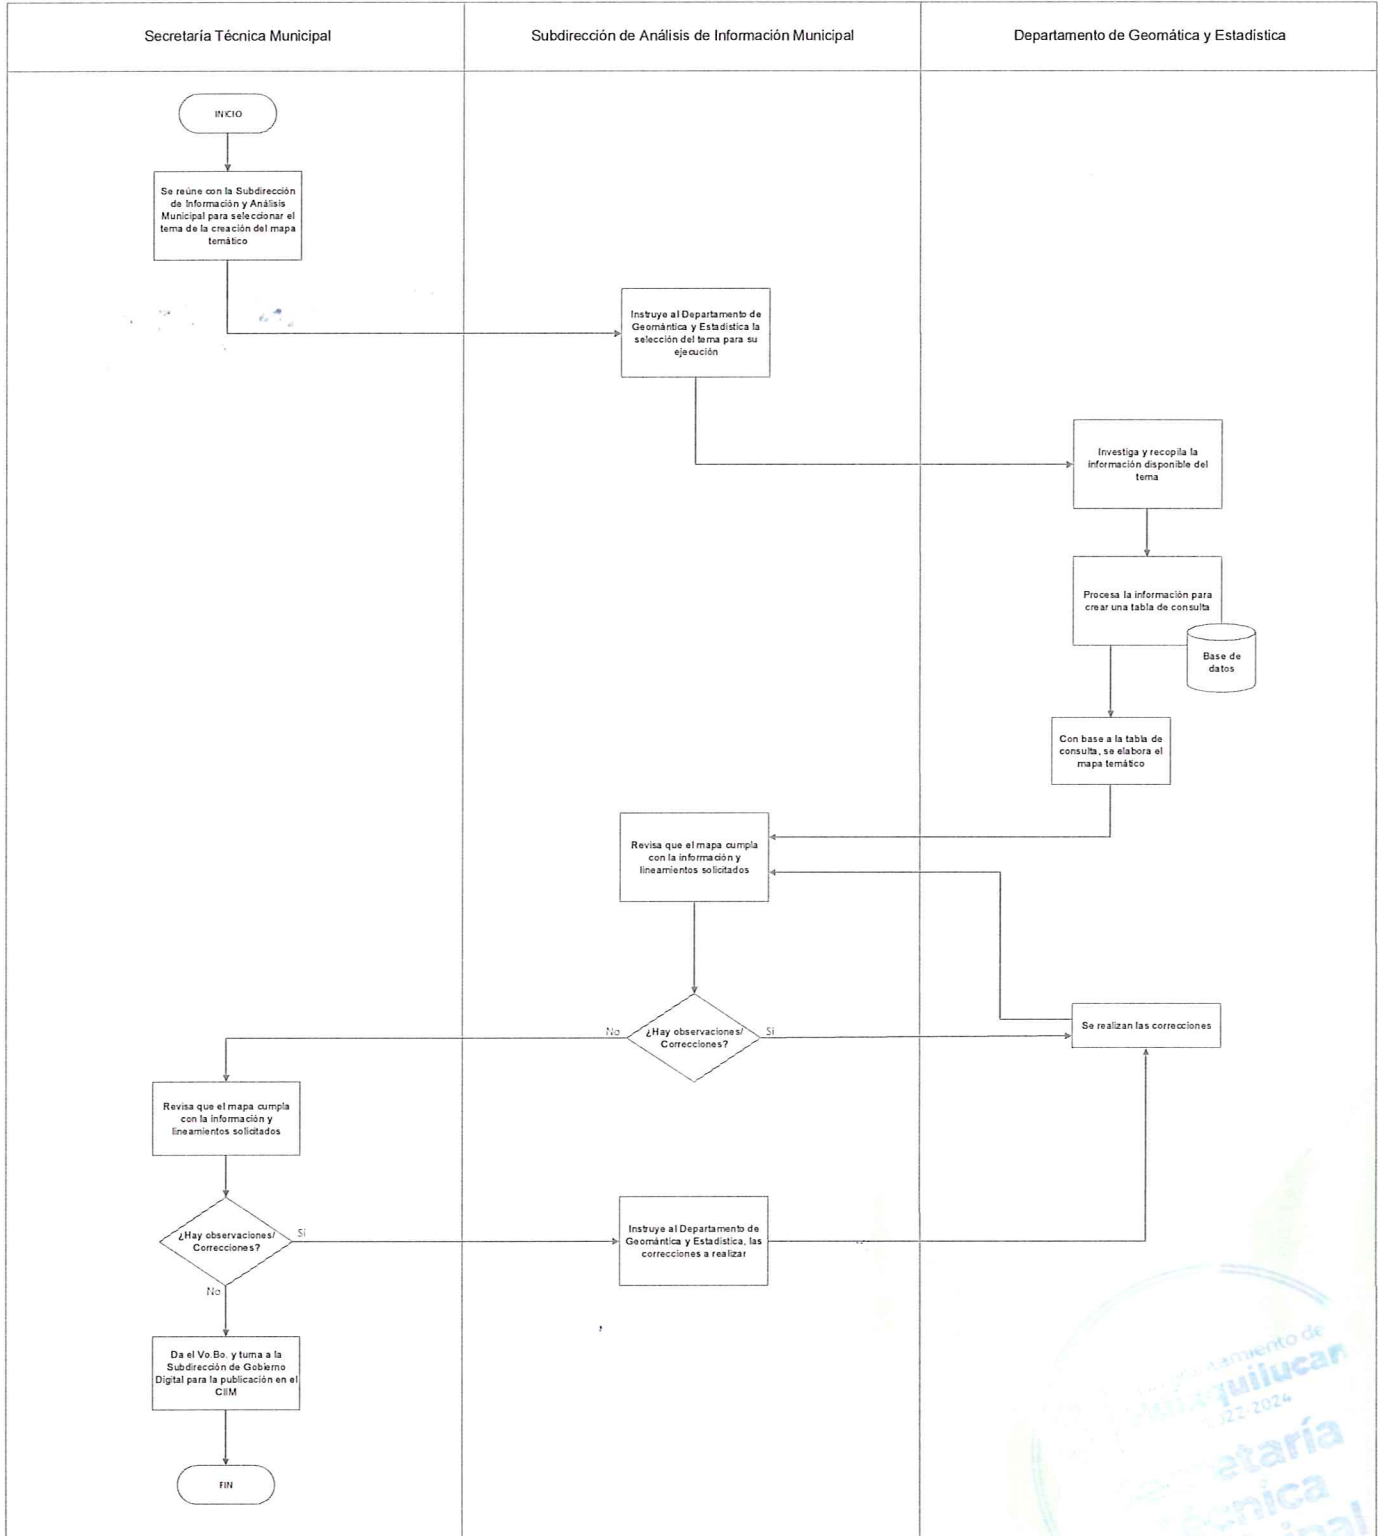 Secretaría Técnica Municipal
Subdirección de Análisis de Información Municipal
Departamento de Geomática y Estadística
INICIO
Se reúne con la Subdirección
de Información y Análisis
Municipal para seleccionar el
tema de la creación del mapa
temático
Instruye al Departamento de
Geomántica y Estadística la
selección del tema para su
ejecución
Investiga y recopila la
información disponible del
tema
Procesa la información para
crear una tabla de consulta
Base de
datos
Con base a la tabla de
consulta, se elabora el
mapa temático
Revisa que el mapa cumpla
con la información y
lineamientos solicitados
¿Hay observaciones/
Correcciones?
No
Si
Se realizan las correcciones
Revisa que el mapa cumpla
con la información y
lineamientos solicitados
¿Hay observaciones/
Correcciones?
Si
No
Instruye al Departamento de
Geomántica y Estadística, las
correcciones a realizar
Da el Vo.Bo. y turna a la
Subdirección de Gobierno
Digital para la publicación en el
CIIM
FIN
de
2022-2024